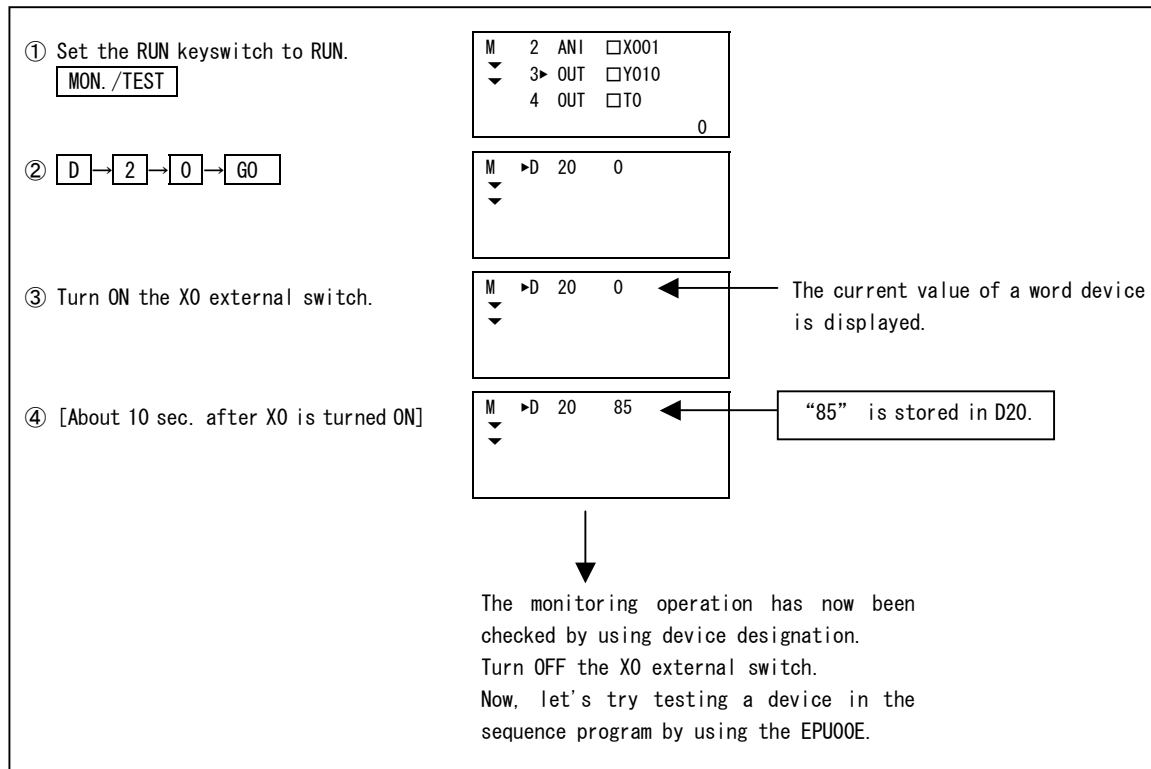 ① Set the RUN keyswitch to RUN.
MON./TEST
M 2 ANI □X001
3► OUT □Y010
4 OUT □T0
0
② D → 2 → 0 → GO
M ►D 20 0
③ Turn ON the X0 external switch.
M ►D 20 0
The current value of a word device
is displayed.
④ [About 10 sec. after X0 is turned ON]
M ►D 20 85
“85” is stored in D20.
The monitoring operation has now been
checked by using device designation.
Turn OFF the X0 external switch.
Now, let's try testing a device in the
sequence program by using the EPU00E.